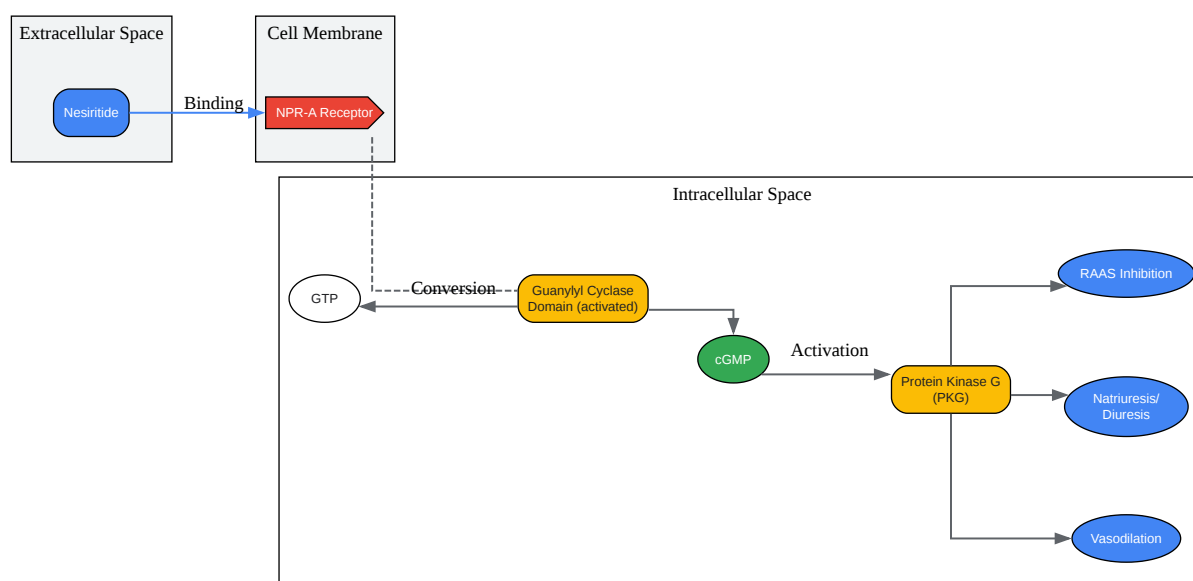 Extracellular Space
Cell Membrane
Nesiritide
Binding
NPR-A Receptor
Intracellular Space
GTP
Conversion
Guanylyl Cyclase
Domain (activated)
cGMP
Activation
Protein Kinase G
(PKG)
RAAS Inhibition
Natriuresis/
Diuresis
Vasodilation